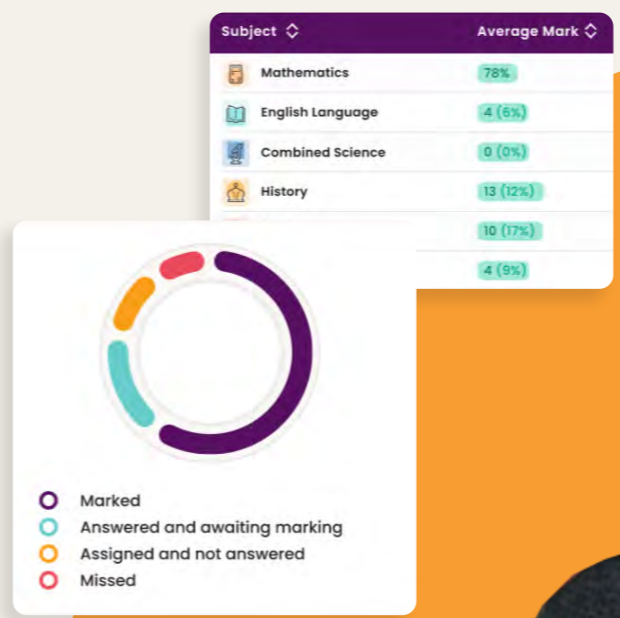 Subject Average Mark
Mathematics 78%
English Language 4 (6%)
Combined Science 0 (0%)
History 13 (12%)
10 (17%)
4 (9%)
Marked
Answered and awaiting marking
Assigned and not answered
Missed